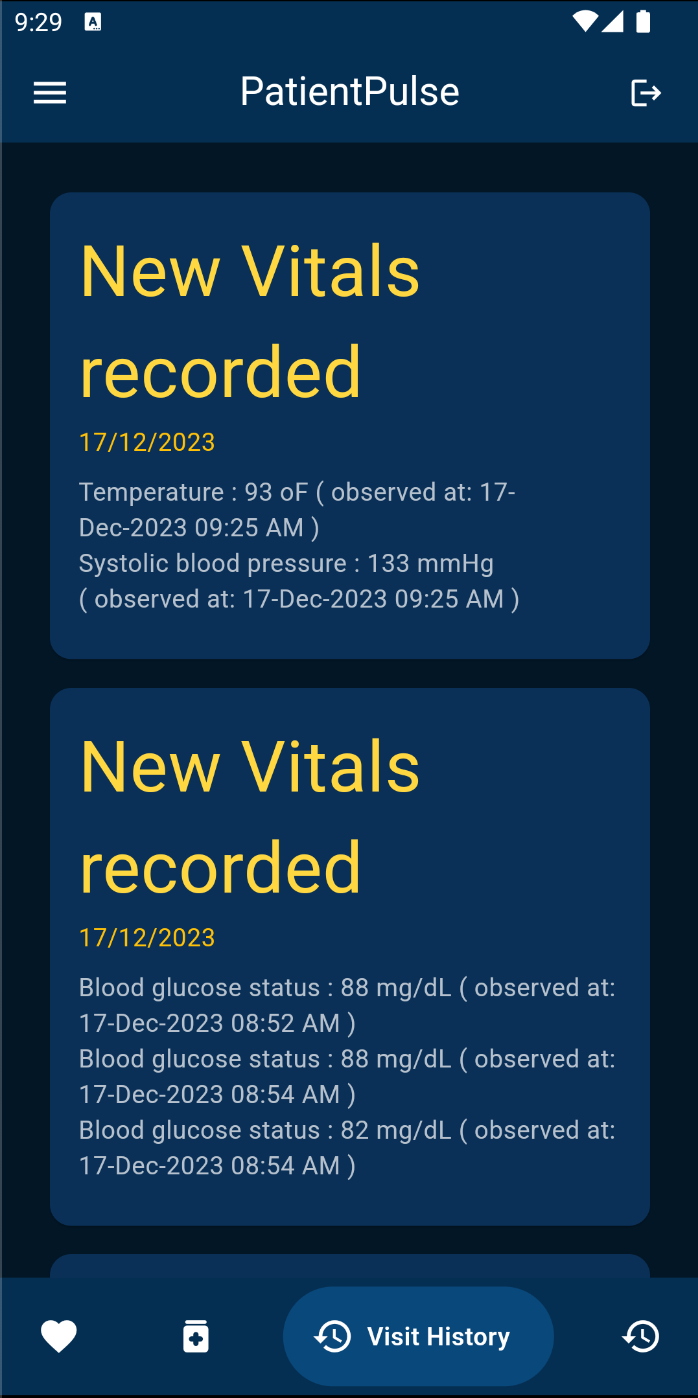 9:29 A
PatientPulse
New Vitals
recorded
17/12/2023
Temperature : 93 oF ( observed at: 17-
Dec-2023 09:25 AM )
Systolic blood pressure : 133 mmHg
( observed at: 17-Dec-2023 09:25 AM )
New Vitals
recorded
17/12/2023
Blood glucose status : 88 mg/dL ( observed at:
17-Dec-2023 08:52 AM )
Blood glucose status : 88 mg/dL ( observed at:
17-Dec-2023 08:54 AM )
Blood glucose status : 82 mg/dL ( observed at:
17-Dec-2023 08:54 AM )
Visit History